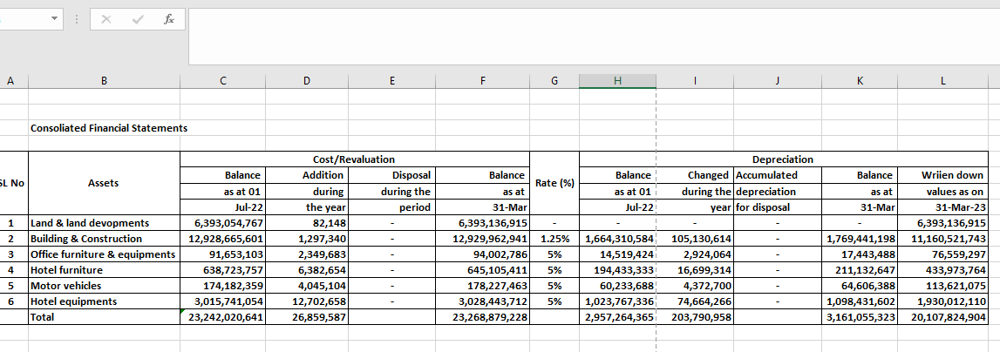 fx
A B C D E F G H I J K L
Consoliated Financial Statements
Cost/Revaluation Depreciation
Balance Addition Disposal Balance Balance Changed Accumulated Balance Wriien down
SL No Assets Rate (%)
as at 01 during during the as at as at 01 during the depreciation as at values as on
Jul-22 the year period 31-Mar Jul-22 year for disposal 31-Mar 31-Mar-23
1 Land & land devopments 6,393,054,767 82,148 - 6,393,136,915 - - - - - 6,393,136,915
2 Building & Construction 12,928,665,601 1,297,340 - 12,929,962,941 1.25% 1,664,310,584 105,130,614 - 1,769,441,198 11,160,521,743
3 Office furniture & equipments 91,653,103 2,349,683 - 94,002,786 5% 14,519,424 2,924,064 - 17,443,488 76,559,297
4 Hotel furniture 638,723,757 6,382,654 - 645,105,411 5% 194,433,333 16,699,314 - 211,132,647 433,973,764
5 Motor vehicles 174,182,359 4,045,104 - 178,227,463 5% 60,233,688 4,372,700 - 64,606,388 113,621,075
6 Hotel equipments 3,015,741,054 12,702,658 - 3,028,443,712 5% 1,023,767,336 74,664,266 - 1,098,431,602 1,930,012,110
Total 23,242,020,641 26,859,587 23,268,879,228 2,957,264,365 203,790,958 3,161,055,323 20,107,824,904